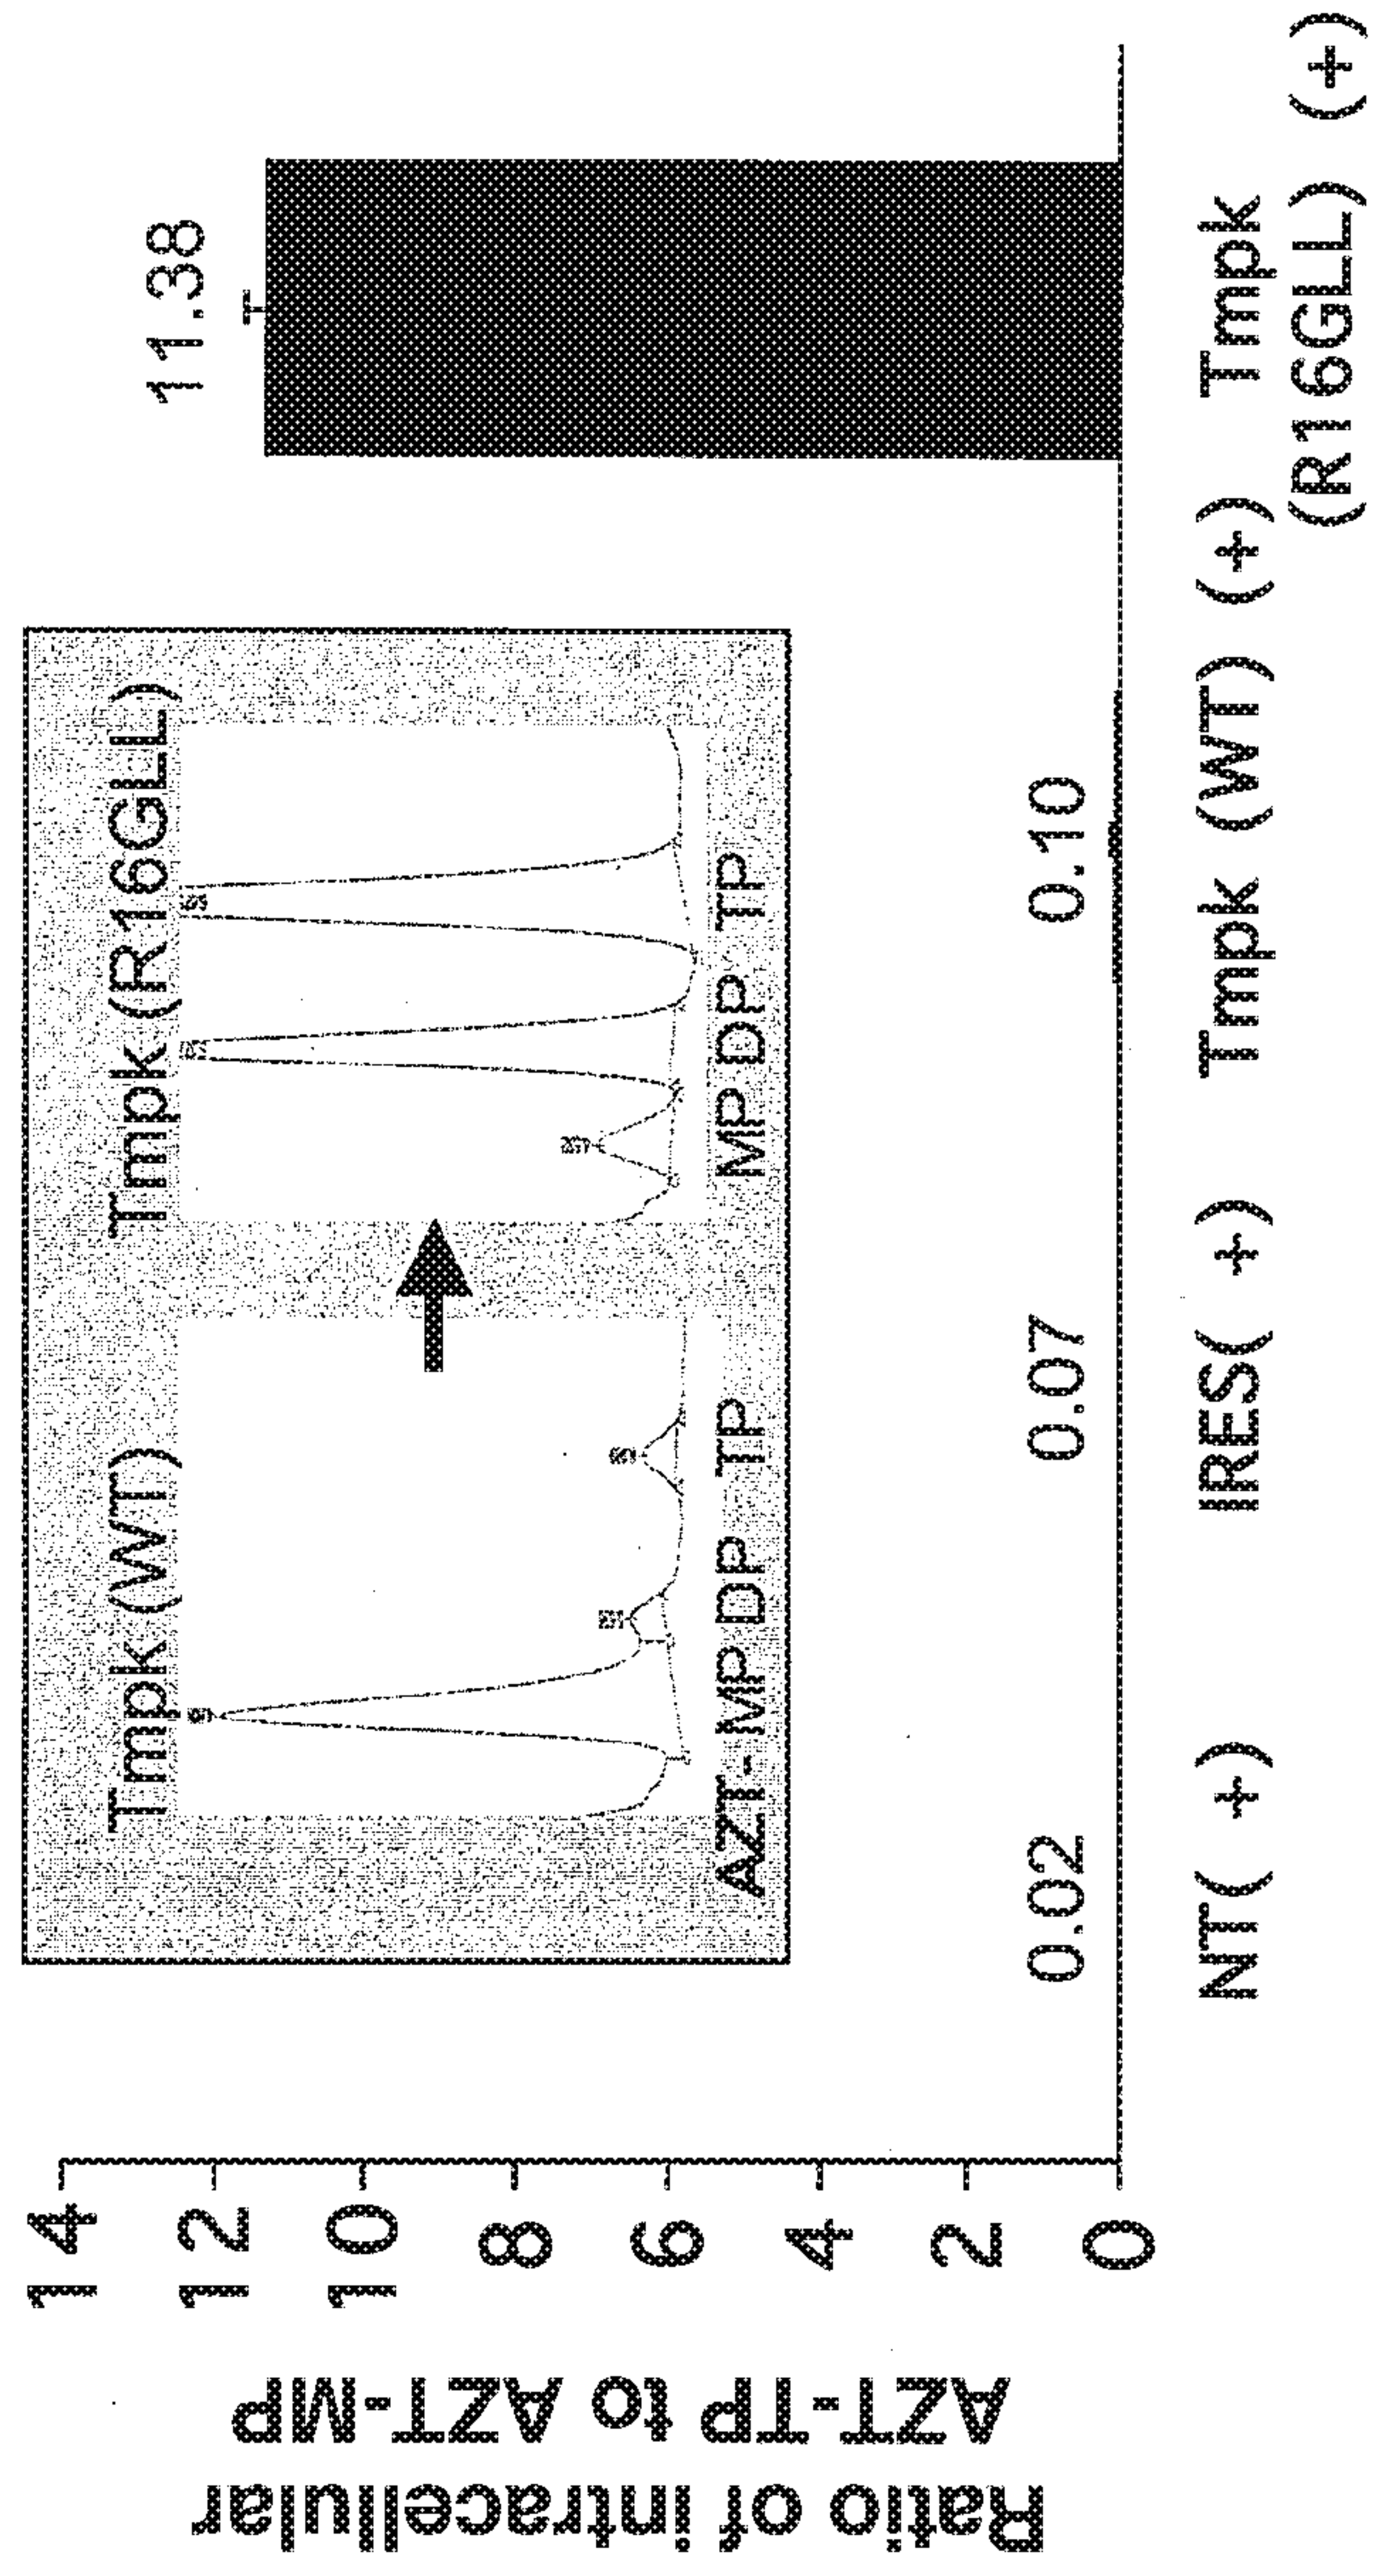 Ratio of intracellular
AZT-TP to AZT-MP
14
12
10
8
6
4
2
0
Tmpk (WT)
Tmpk (R16GLL)
AZT-MP DP TP
MP DP TP
0.02
0.07
0.10
11.38
NT( +)
IRES( +)
Tmpk (WT) (+)
Tmpk
(R16GLL) (+)